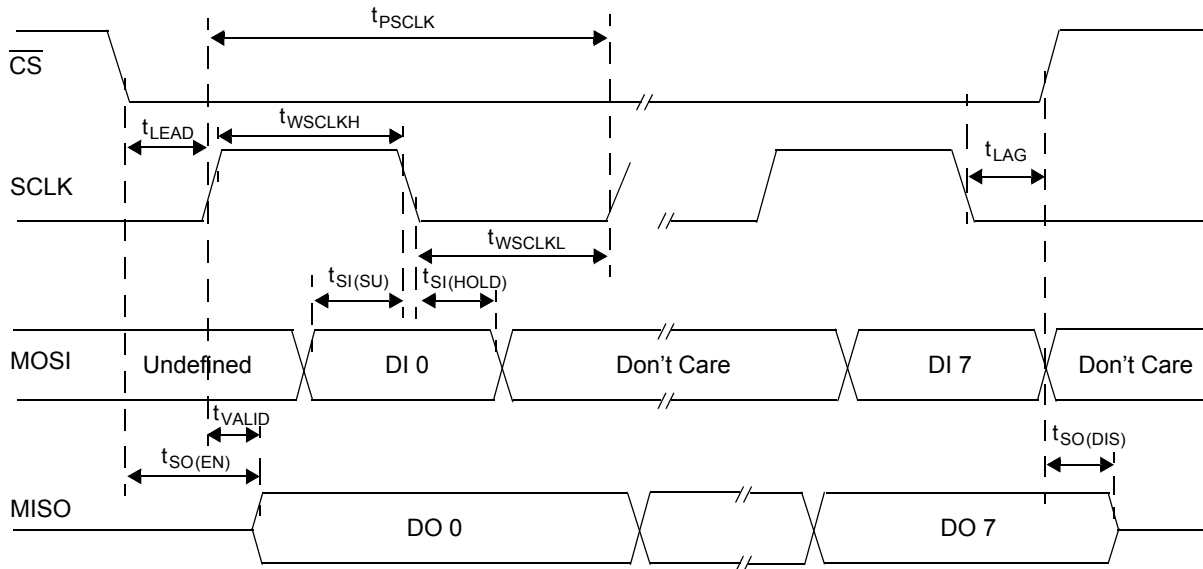 tPSCLK
CS
tLEAD
tWSCLKH
tLAG
SCLK
tWSCLKL
tSI(SU)
tSI(HOLD)
MOSI
Undefined
DI 0
Don't Care
DI 7
Don't Care
tVALID
tSO(EN)
tSO(DIS)
MISO
DO 0
DO 7